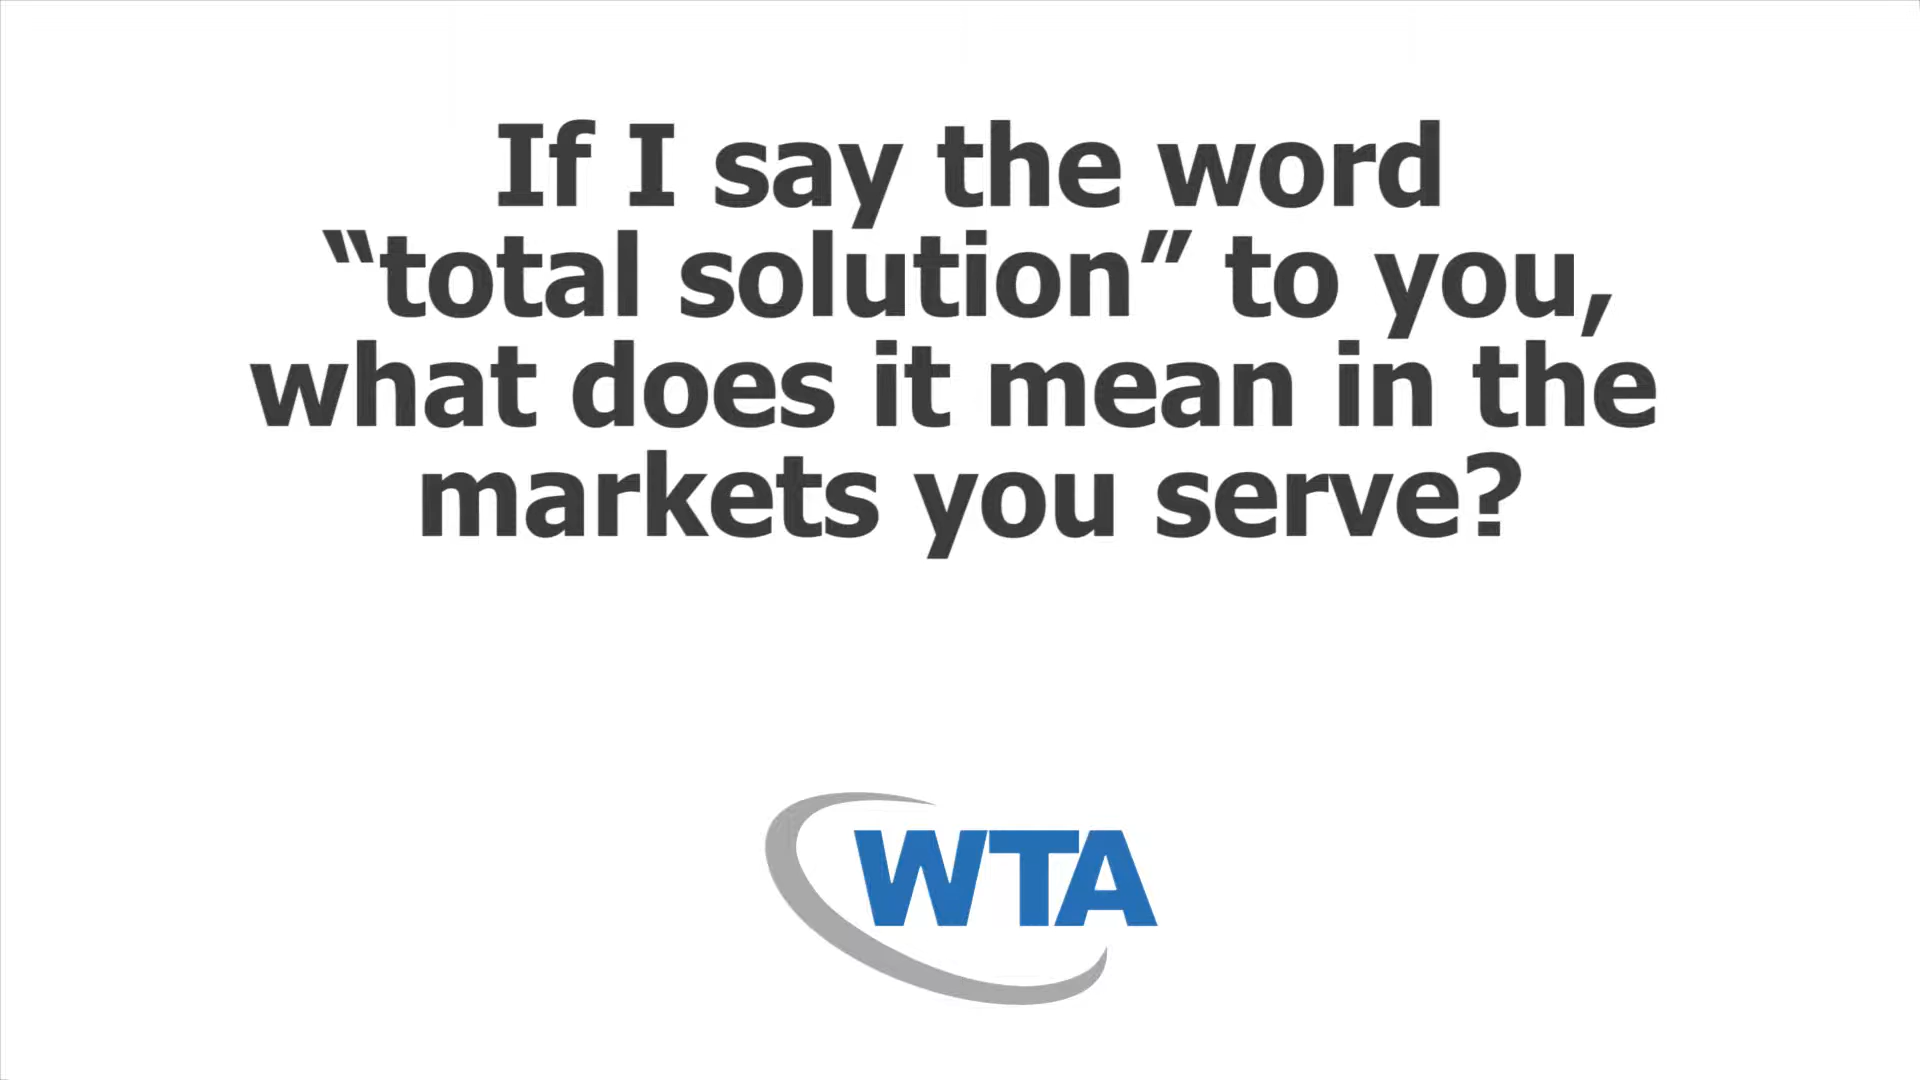 If I say the word
“total solution” to you,
what does it mean in the
markets you serve?
WTA